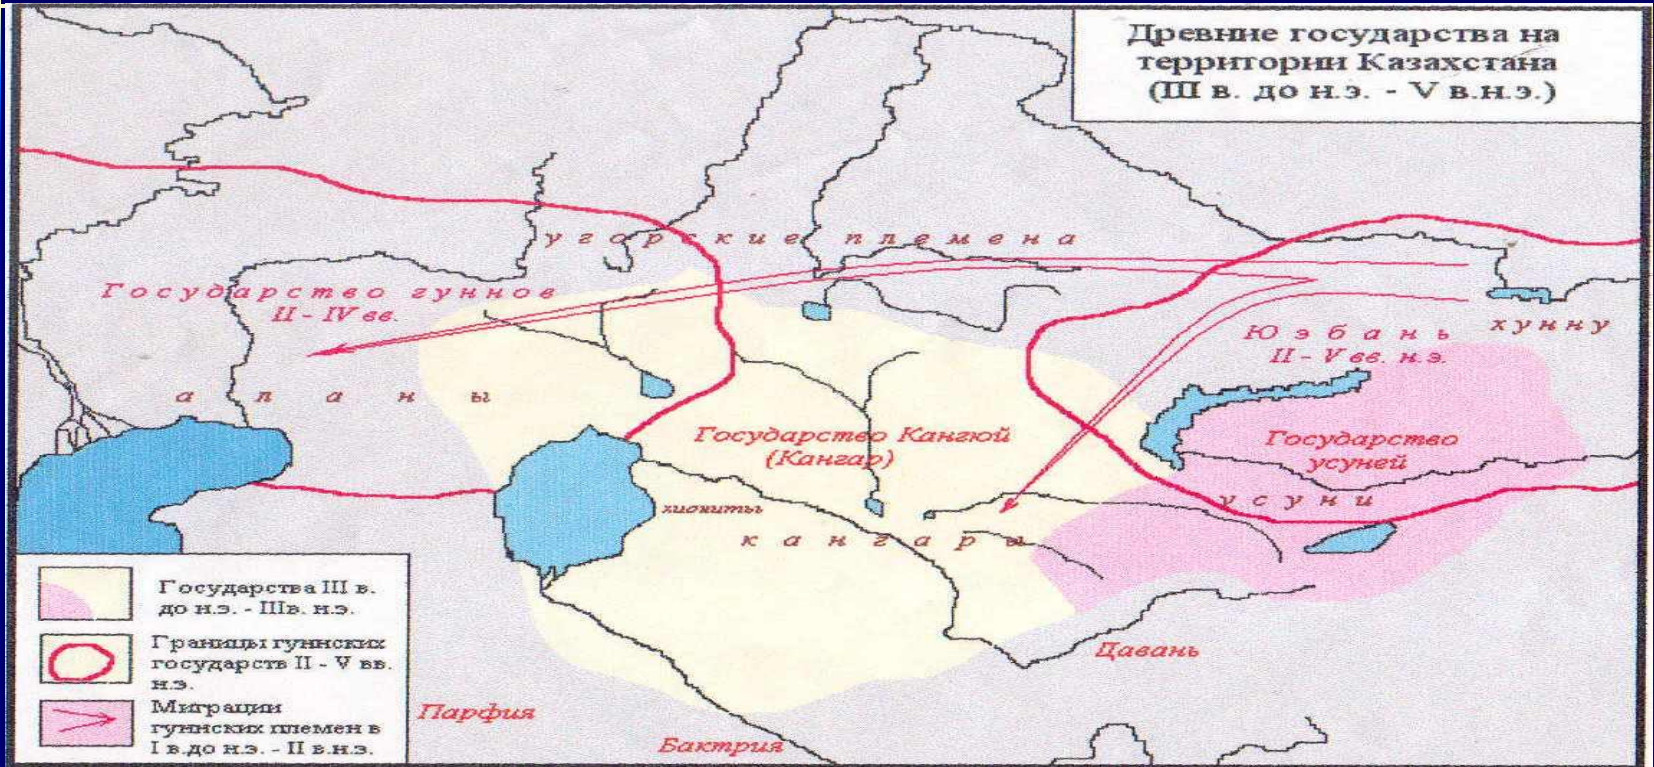 Древние государства на
территории Казахстана
(III в. до н.э. - V в.н.э.)
угорские племена
Государство гуннов
II - IV вв.
Юэбань
II - V вв. н.э.
хунну
аланы
Государство Кангюй
(Кангар)
Государство
усуней
усуни
хиониты
кангары
Давань
Парфия
Бактрия
Государства III в.
до н.э. - IIIв. н.э.
Границы гуннских
государств II - V вв.
н.э.
Миграции
гуннских племен в
I в.до н.э. - II в.н.э.